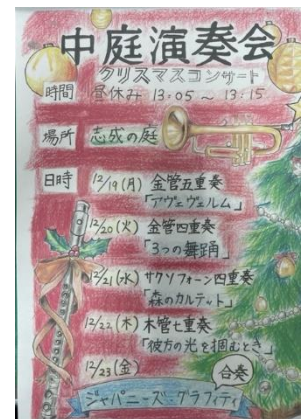 中庭演奏会
クリスマスコンサート
時間 昼休み 13:05～13:15
場所 志成の庭
日時 12/19(月) 金管五重奏
「アヴェヴェルム」
12/20(火) 金管四重奏
「3つの舞踊」
12/21(水) サクソフォーン四重奏
「森のカルテット」
12/22(木) 木管七重奏
「彼方の光を掴むとき」
12/23(金) 合奏
ジャパニーズ・グラフィティ